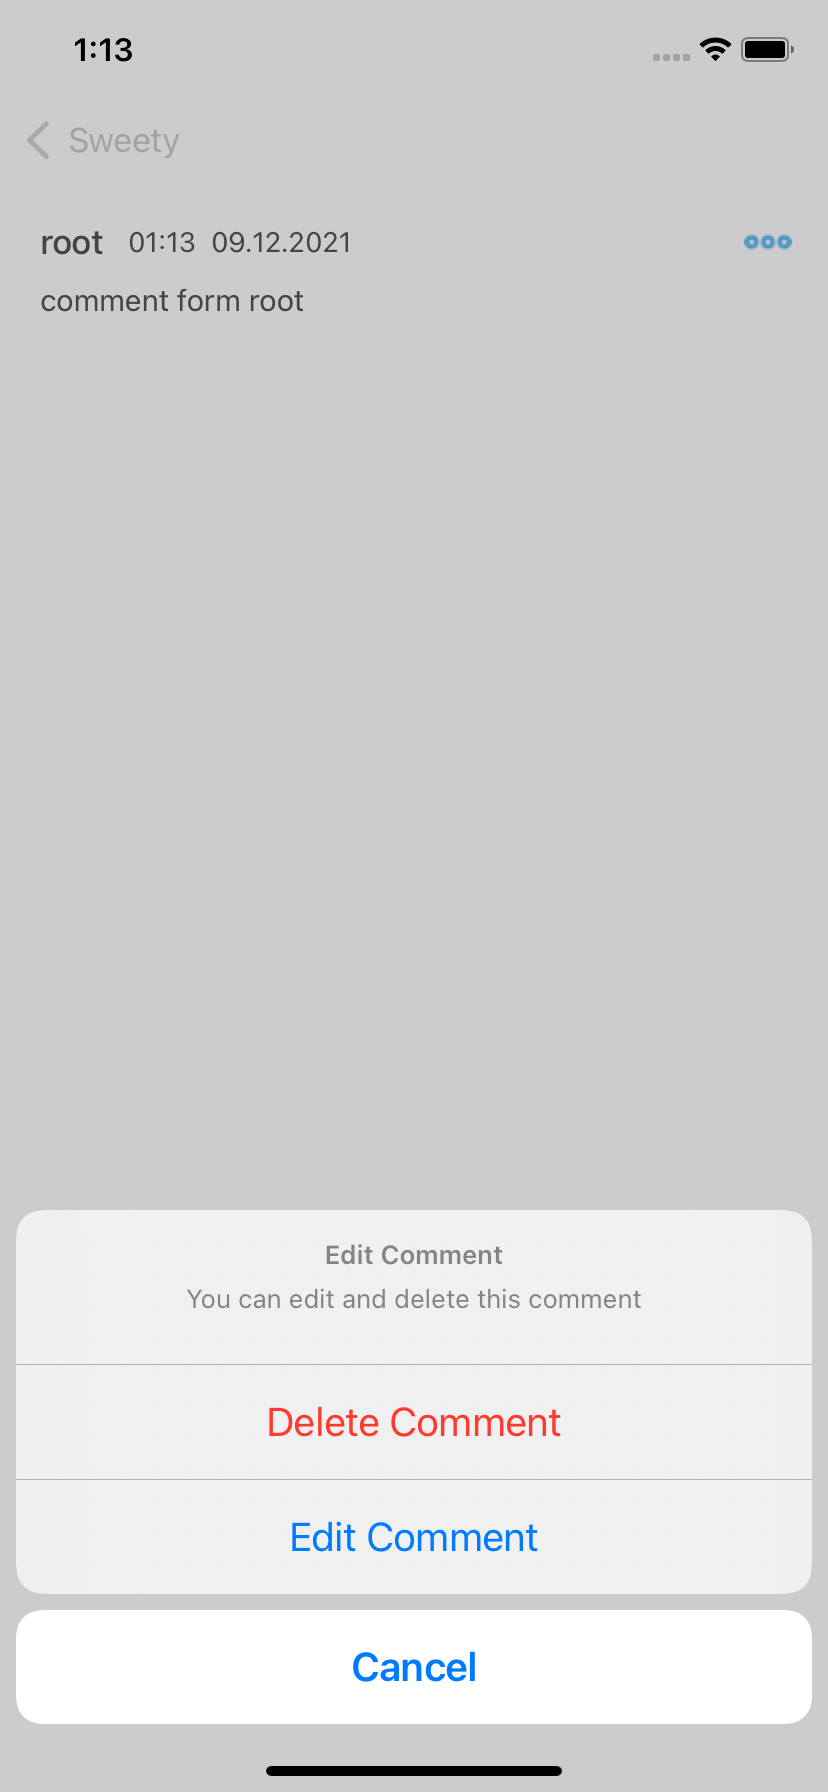 1:13
Sweety
root 01:13 09.12.2021
comment form root
Edit Comment
You can edit and delete this comment
Delete Comment
Edit Comment
Cancel